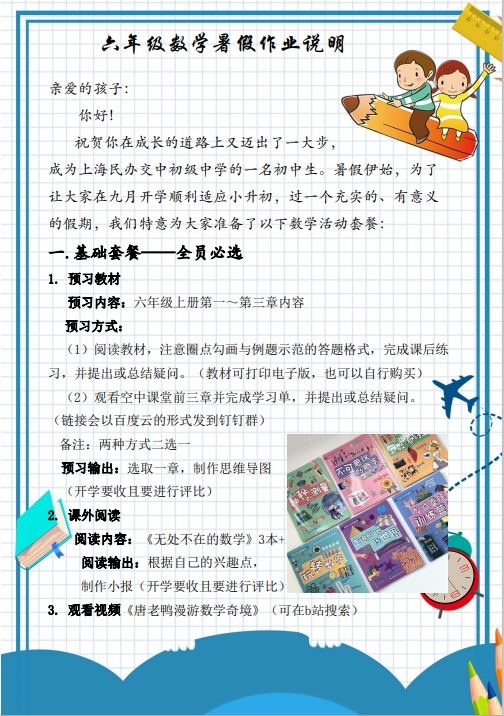 六年级数学暑假作业说明
亲爱的孩子：
你好！
祝贺你在成长的道路上又迈出了一大步，
成为上海民办交中初级中学的一名初中生。暑假伊始，为了
让大家在九月开学顺利适应小升初，过一个充实的、有意义
的假期，我们特意为大家准备了以下数学活动套餐：
一.基础套餐——全员必选
1. 预习教材
预习内容：六年级上册第一～第三章内容
预习方式：
（1）阅读教材，注意圈点勾画与例题示范的答题格式，完成课后练
习，并提出或总结疑问。（教材可打印电子版，也可以自行购买）
（2）观看空中课堂前三章并完成学习单，并提出或总结疑问。
（链接会以百度云的形式发到钉钉群）
备注：两种方式二选一
预习输出：选取一章，制作思维导图
（开学要收且要进行评比）
2. 课外阅读
阅读内容：《无处不在的数学》3本+
阅读输出：根据自己的兴趣点，
制作小报（开学要收且要进行评比）
3. 观看视频《唐老鸭漫游数学奇境》（可在b站搜索）
不可思议
训练营
玩转数学